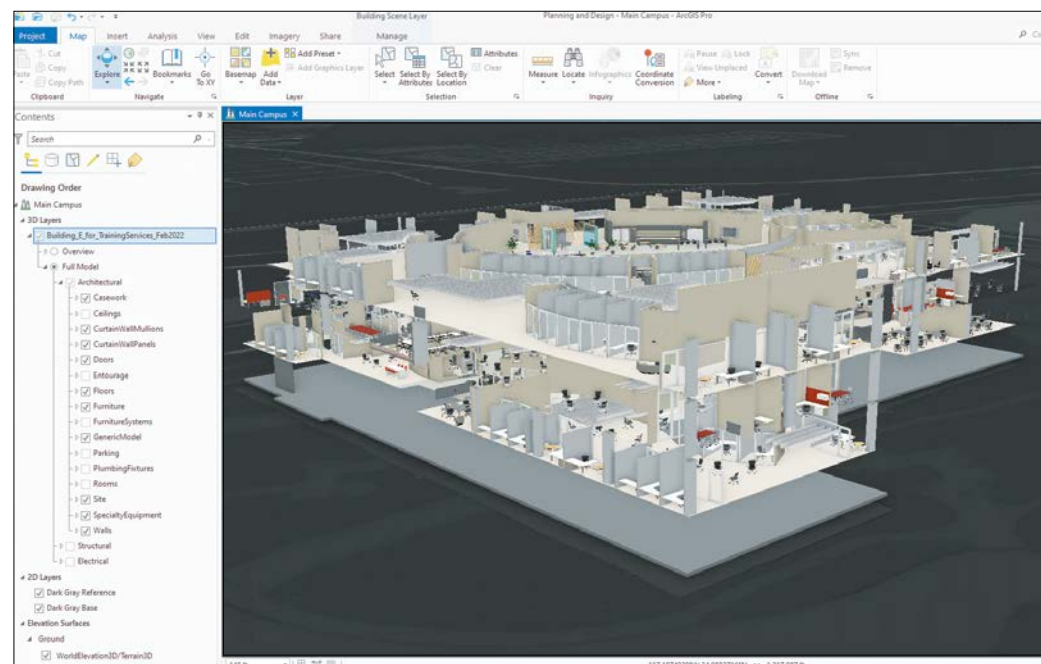 Building Scene Layer
Planning and Design - Main Campus - ArcGIS Pro
Project Map Insert Analysis View Edit Imagery Share Manage
Cut
Copy
Copy Path
Explore Bookmarks Go To XY
Basemap Add Data
Add Preset
Add Graphics Layer
Select Select By Attributes Select By Location
Attributes
Clear
Measure Locate Infographics Coordinate Conversion
Pause Lock
View Unplaced
More
Convert
Download Map
Sync
Remove
Clipboard Navigate Layer Selection Inquiry Labeling Offline
Contents
Main Campus
Search
Drawing Order
Main Campus
3D Layers
Building_E_for_TrainingServices_Feb2022
Overview
Full Model
Architectural
Casework
Ceilings
CurtainWallMullions
CurtainWallPanels
Doors
Entourage
Floors
Furniture
FurnitureSystems
GenericModel
Parking
PlumbingFixtures
Rooms
Site
SpecialtyEquipment
Walls
Structural
Electrical
2D Layers
Dark Gray Reference
Dark Gray Base
Elevation Surfaces
Ground
WorldElevation3D/Terrain3D